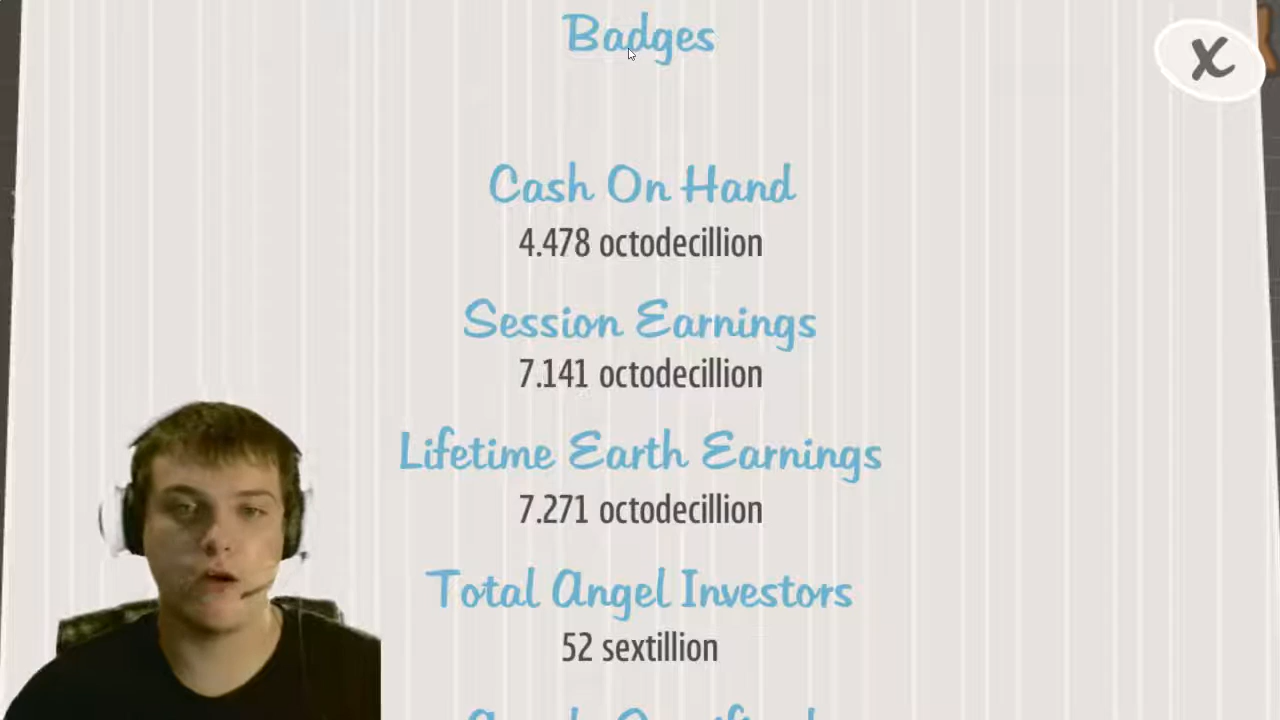 Badges
X
Cash On Hand
4.478 octodecillion
Session Earnings
7.141 octodecillion
Lifetime Earth Earnings
7.271 octodecillion
Total Angel Investors
52 sextillion